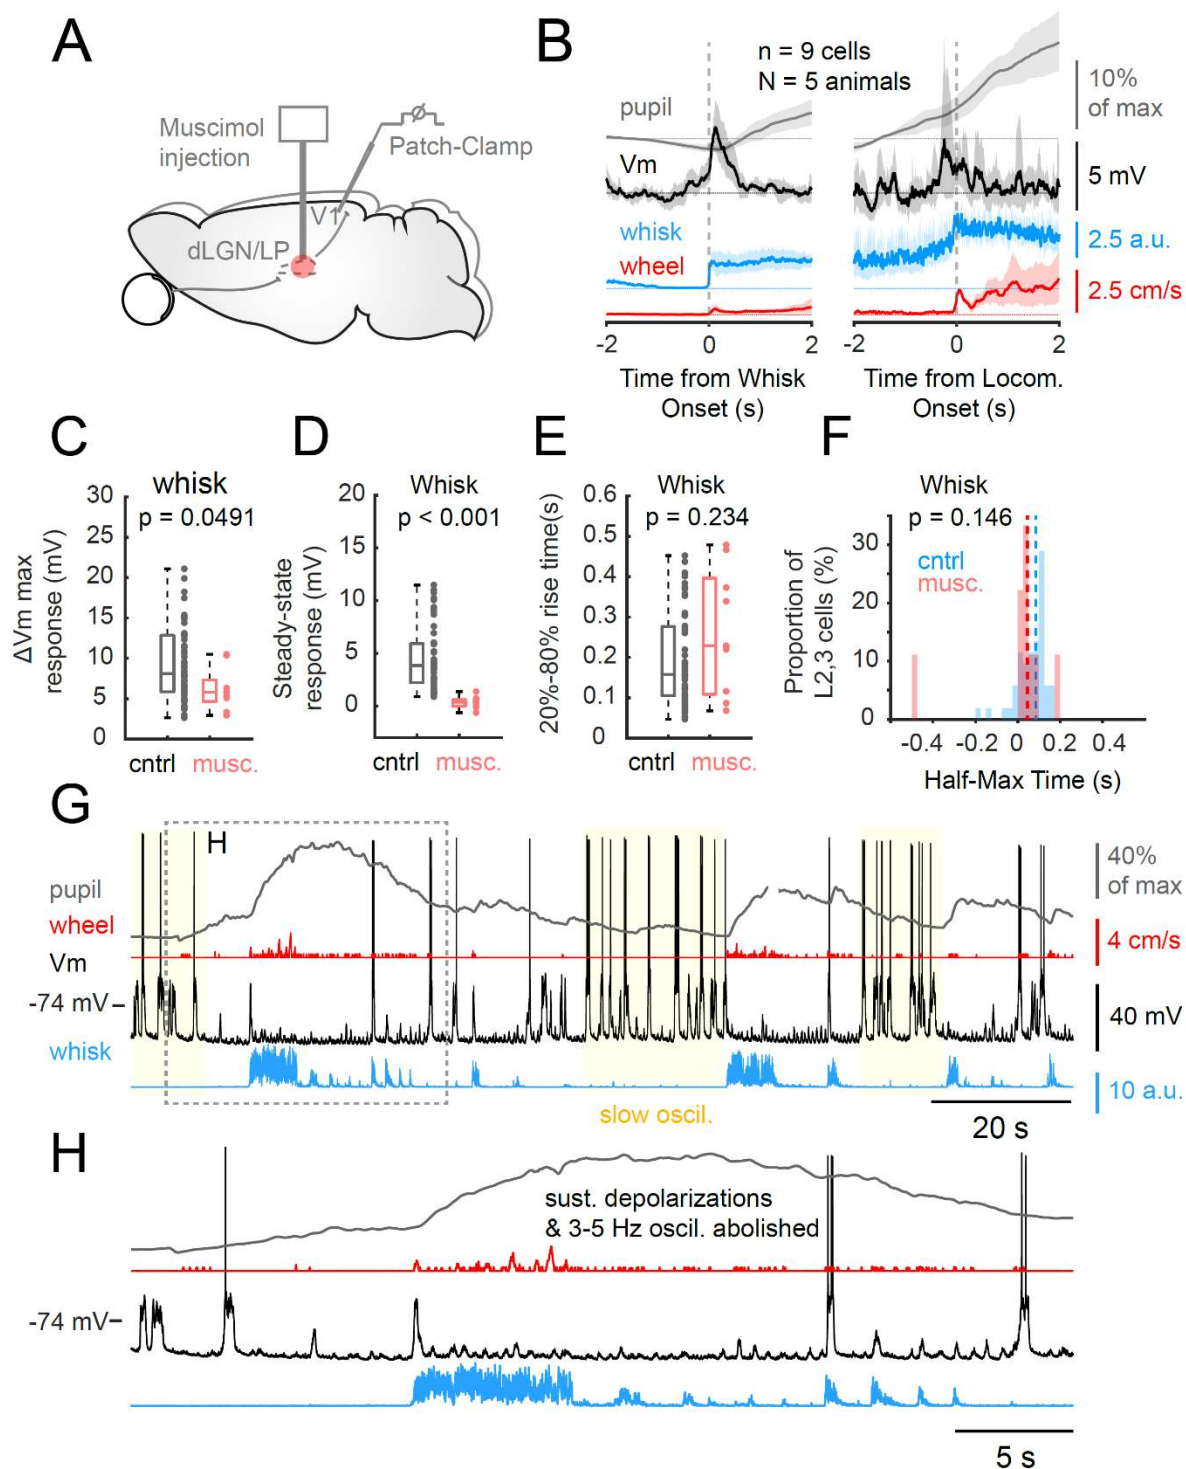 A
Muscimol
injection
Patch-Clamp
V1
dLGN/LP
B
n = 9 cells
N = 5 animals
pupil
Vm
whisk
wheel
10%
of max
5 mV
2.5 a.u.
2.5 cm/s
-2 0 2
-2 0 2
Time from Whisk
Onset (s)
Time from Locom.
Onset (s)
C
whisk
p = 0.0491
ΔVm max
response (mV)
30
25
20
15
10
5
0
cntrl musc.
D
Whisk
p < 0.001
Steady-state
response (mV)
20
15
10
5
0
cntrl musc.
E
Whisk
p = 0.234
20%-80% rise time(s)
0.6
0.5
0.4
0.3
0.2
0.1
0
cntrl musc.
F
Whisk
p = 0.146
cntrl
musc.
Proportion of
L2,3 cells (%)
30
20
10
0
-0.4 -0.2 0 0.2 0.4
Half-Max Time (s)
G
H
pupil
wheel
Vm
-74 mV
whisk
40%
of max
4 cm/s
40 mV
10 a.u.
slow oscil.
20 s
H
sust. depolarizations
& 3-5 Hz oscil. abolished
-74 mV
5 s